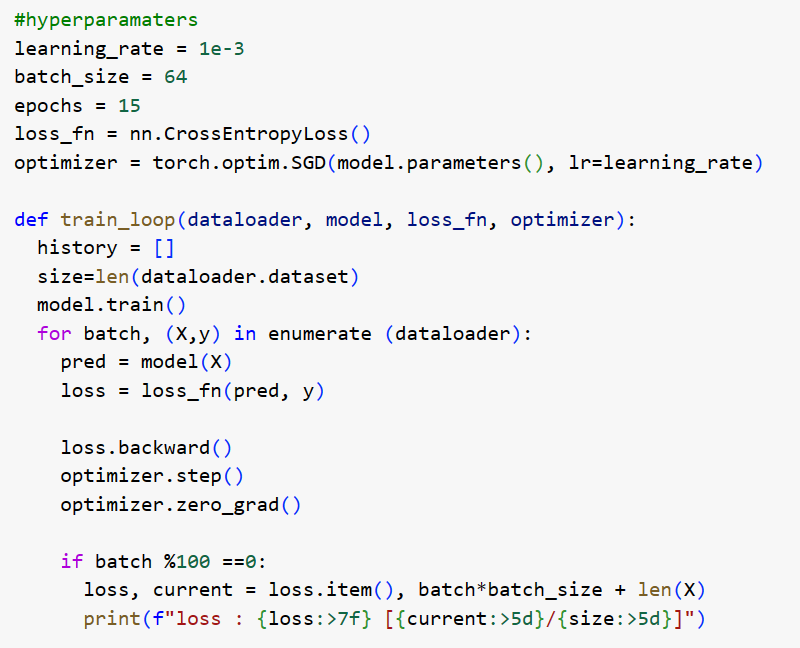 #hyperparamaters
learning_rate = 1e-3
batch_size = 64
epochs = 15
loss_fn = nn.CrossEntropyLoss()
optimizer = torch.optim.SGD(model.parameters(), lr=learning_rate)

def train_loop(dataloader, model, loss_fn, optimizer):
  history = []
  size=len(dataloader.dataset)
  model.train()
  for batch, (X,y) in enumerate (dataloader):
    pred = model(X)
    loss = loss_fn(pred, y)

    loss.backward()
    optimizer.step()
    optimizer.zero_grad()

    if batch %100 ==0:
      loss, current = loss.item(), batch*batch_size + len(X)
      print(f"loss : {loss:>7f} [{current:>5d}/{size:>5d}]")